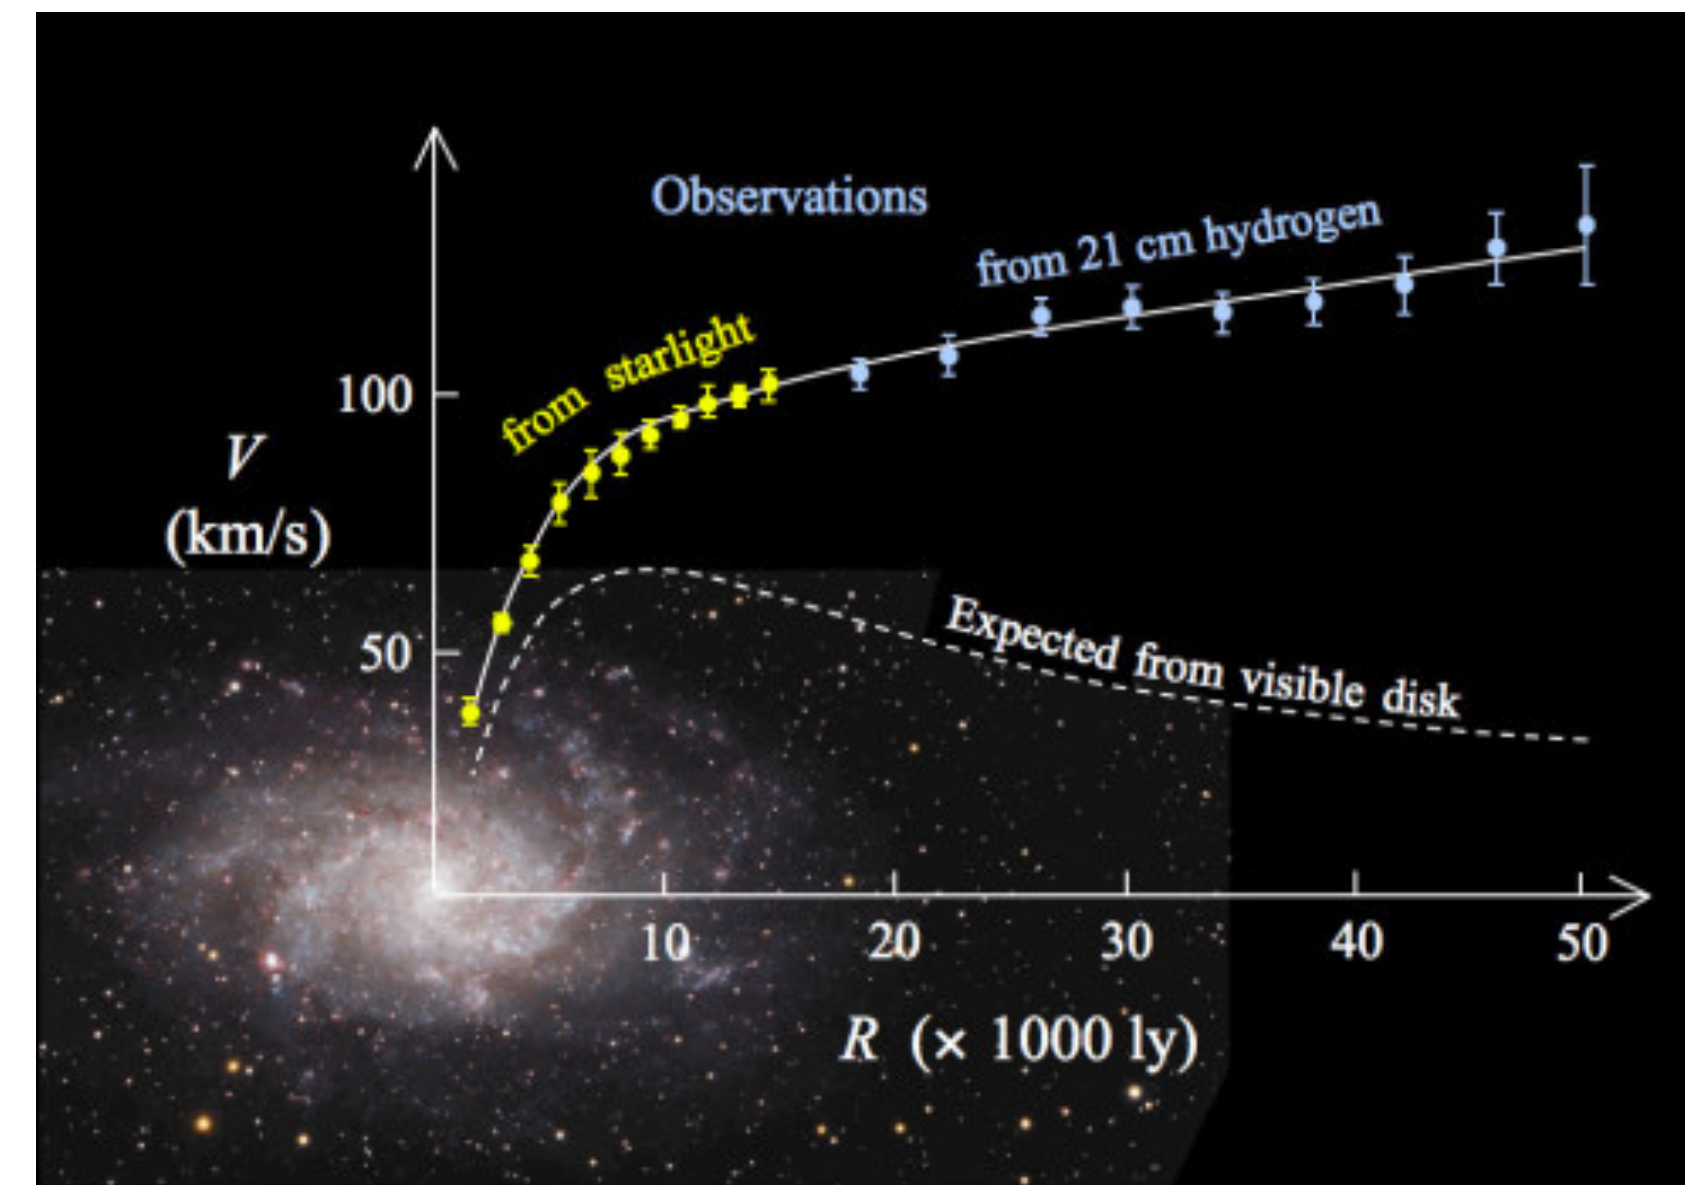 Observations
from 21 cm hydrogen
from starlight
100
V
(km/s)
50
Expected from visible disk
10 20 30 40 50
R (× 1000 ly)